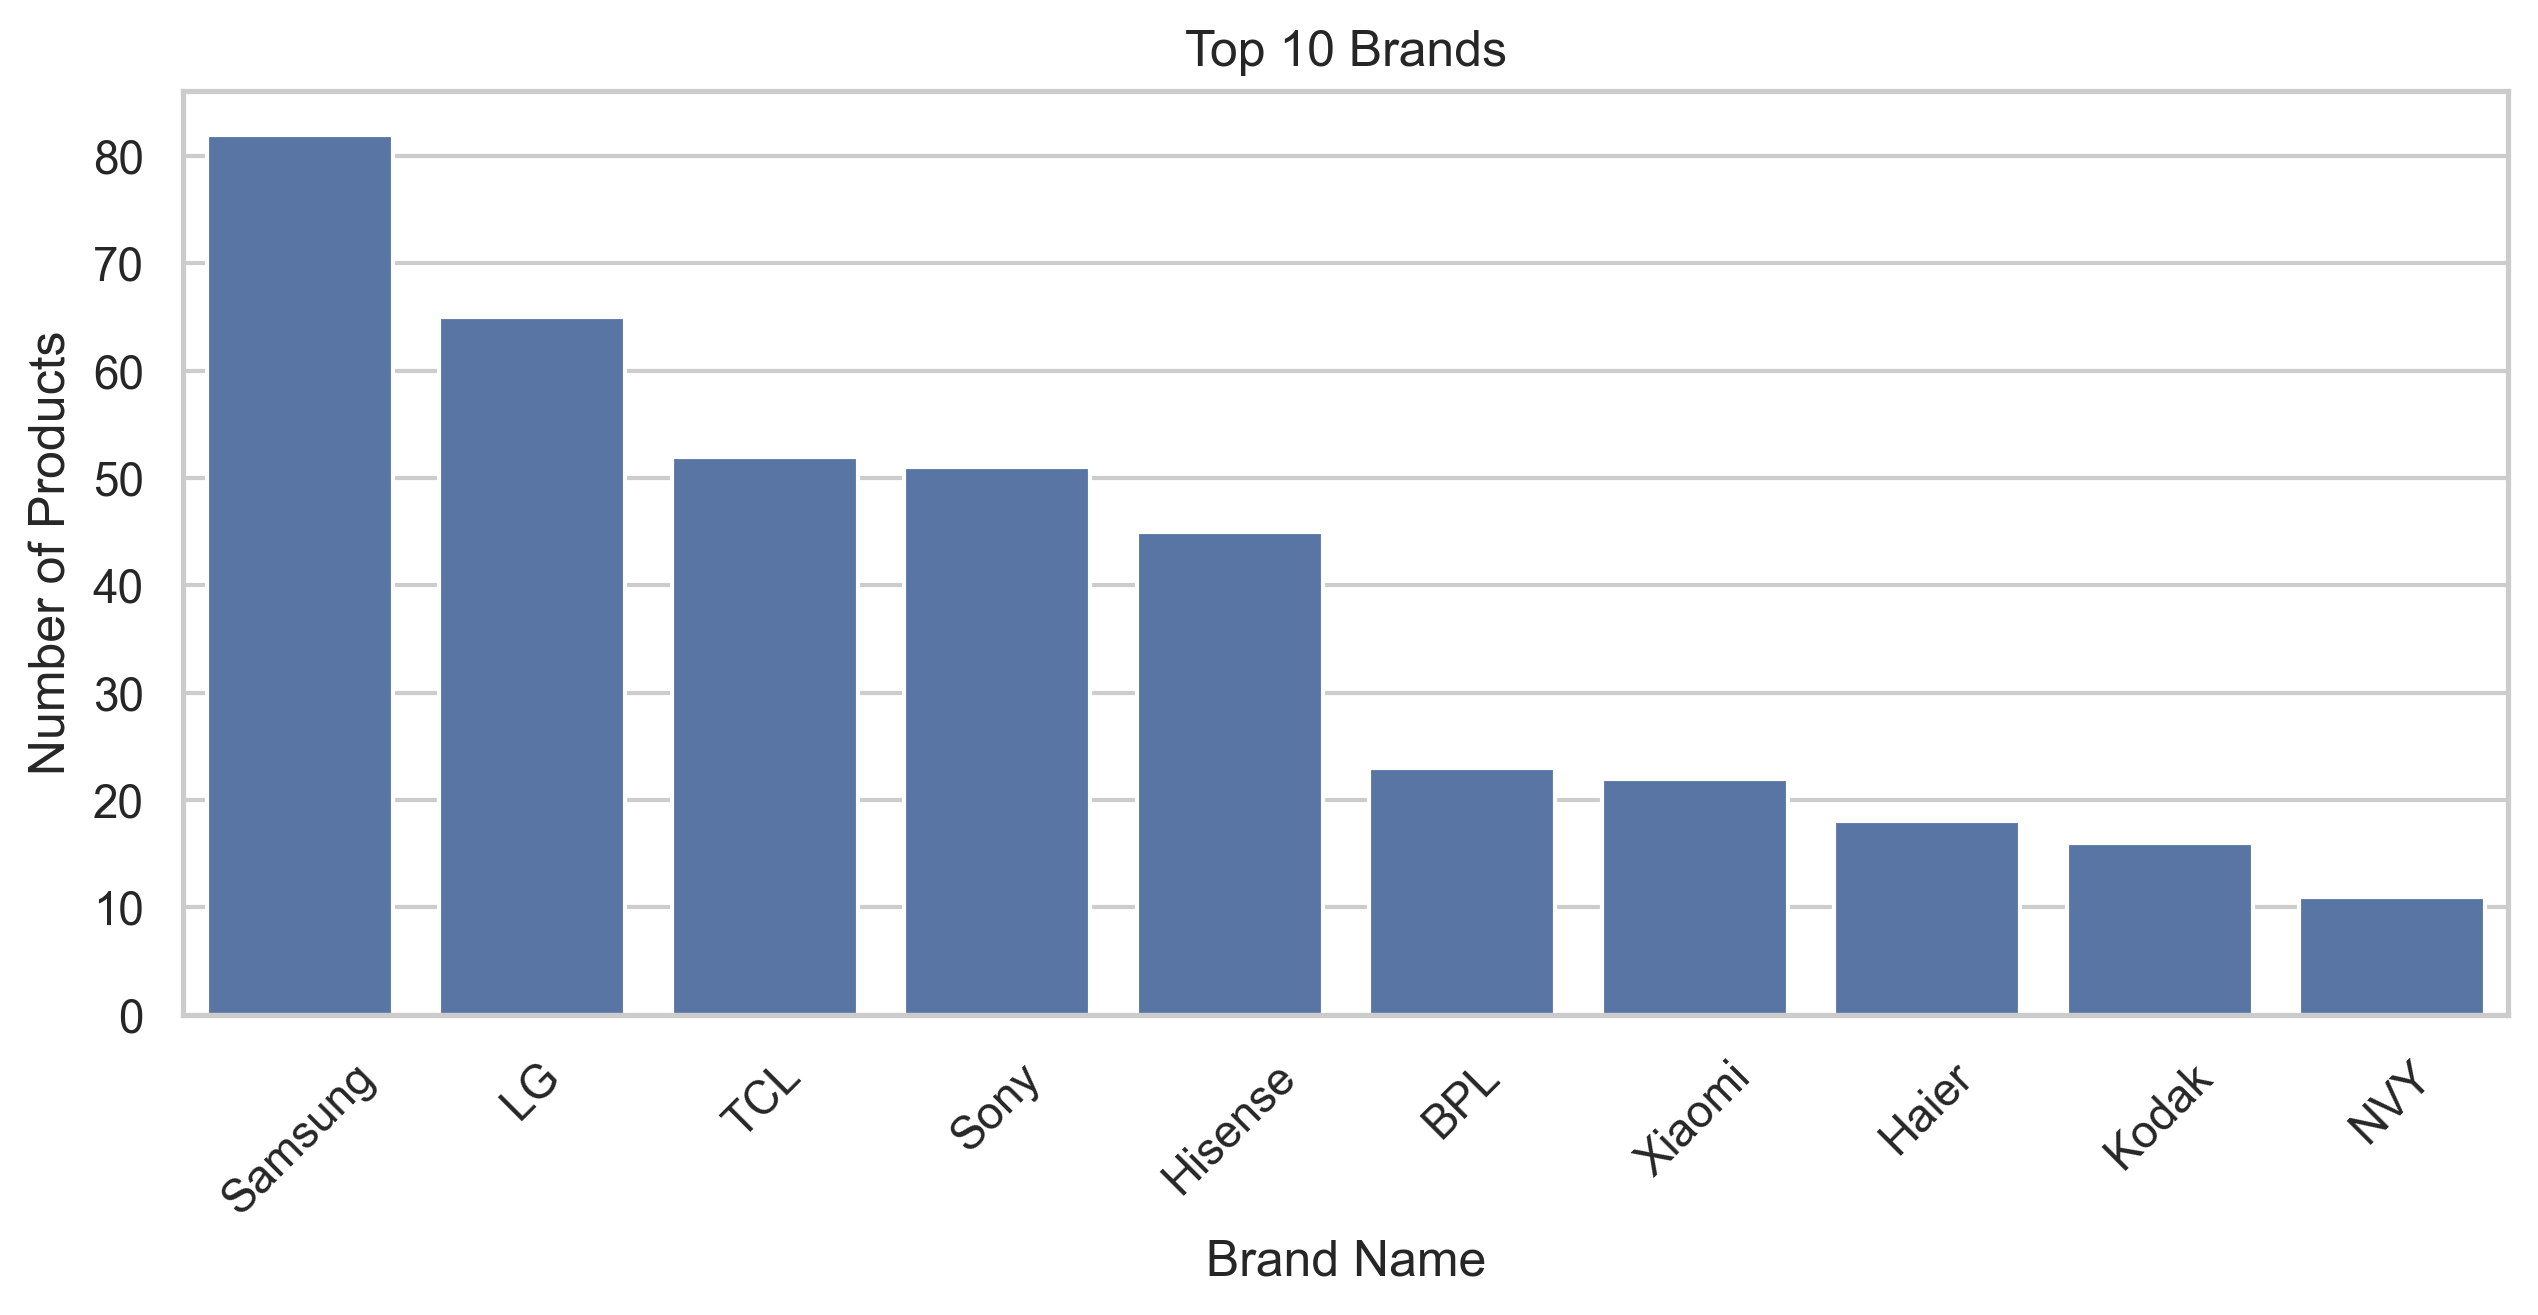 Top 10 Brands
Number of Products
80
70
60
50
40
30
20
10
0
Samsung
LG
TCL
Sony
Hisense
BPL
Xiaomi
Haier
Kodak
NVY
Brand Name